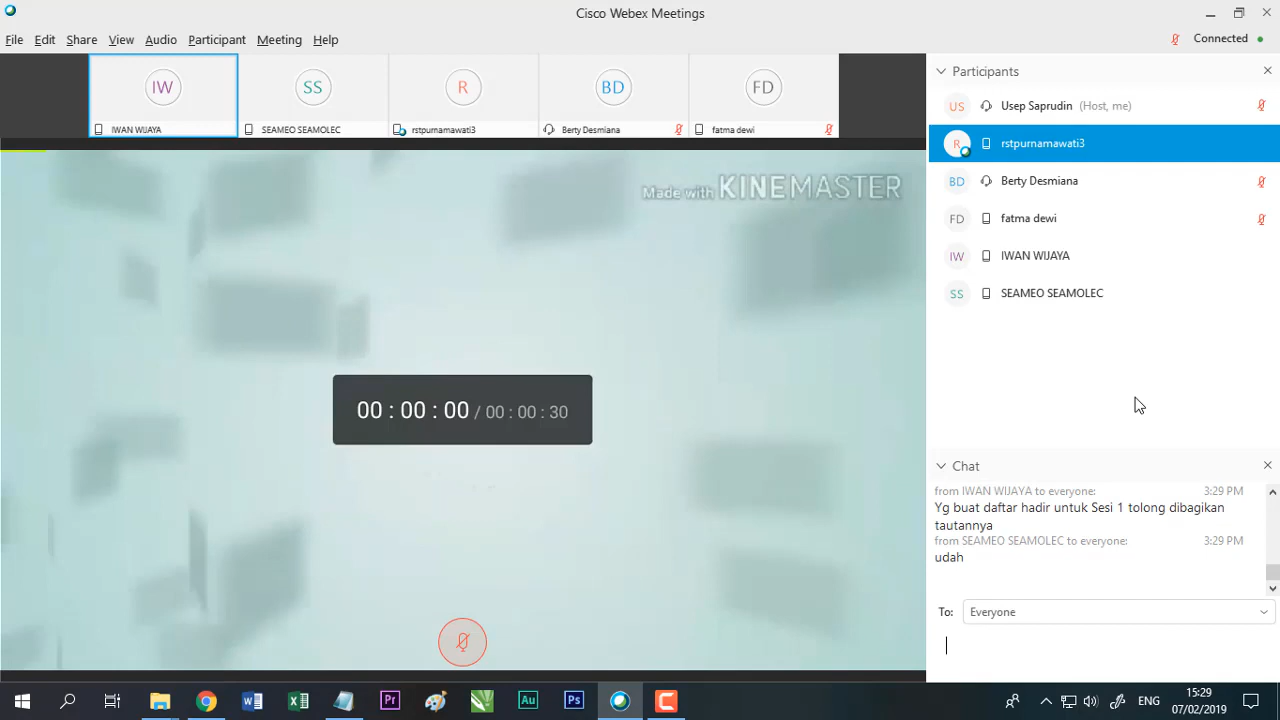 Cisco Webex Meetings
File Edit Share View Audio Participant Meeting Help
Connected
IW
IWAN WIJAYA
SS
SEAMEO SEAMOLEC
R
rstpurnamawati3
BD
Berty Desmiana
FD
fatma dewi
Made with KINEMASTER
00 : 00 : 00 / 00 : 00 : 30
Participants
US Usep Saprudin (Host, me)
R rstpurnamawati3
BD Berty Desmiana
FD fatma dewi
IW IWAN WIJAYA
SS SEAMEO SEAMOLEC
Chat
from IWAN WIJAYA to everyone: 3:29 PM
Yg buat daftar hadir untuk Sesi 1 tolong dibagikan
tautannya
from SEAMEO SEAMOLEC to everyone: 3:29 PM
udah
To: Everyone
W X Pr Au Ps
ENG
15:29
07/02/2019